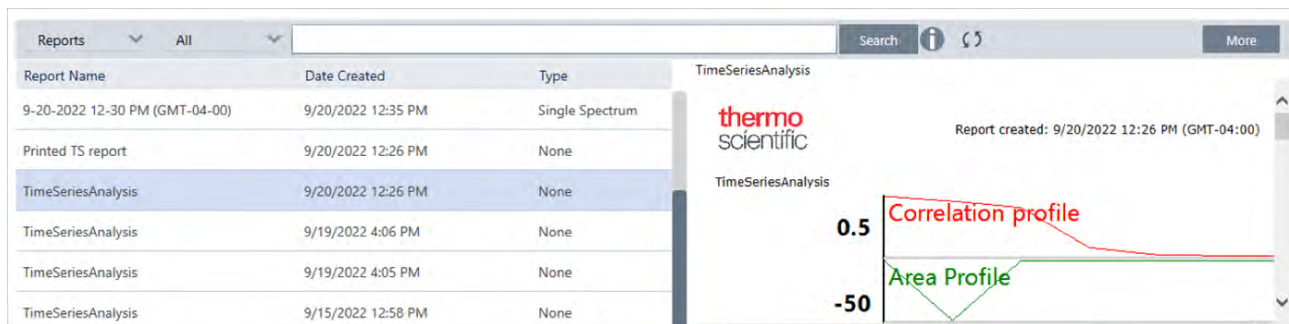 Reports All Search More
Report Name Date Created Type
9-20-2022 12-30 PM (GMT-04-00) 9/20/2022 12:35 PM Single Spectrum
Printed TS report 9/20/2022 12:26 PM None
TimeSeriesAnalysis 9/20/2022 12:26 PM None
TimeSeriesAnalysis 9/19/2022 4:06 PM None
TimeSeriesAnalysis 9/19/2022 4:05 PM None
TimeSeriesAnalysis 9/15/2022 12:58 PM None
TimeSeriesAnalysis
thermo
scientific
Report created: 9/20/2022 12:26 PM (GMT-04:00)
TimeSeriesAnalysis
Correlation profile
0.5
Area Profile
-50